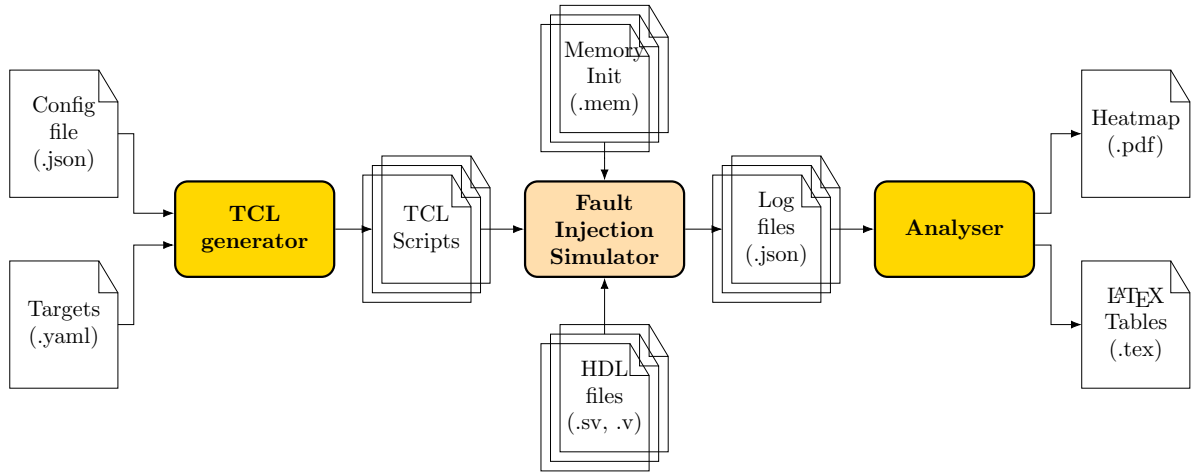 Config
file
(.json)
Targets
(.yaml)
TCL
generator
TCL
Scripts
Memory
Init
(.mem)
Fault
Injection
Simulator
HDL
files
(.sv, .v)
Log
files
(.json)
Analyser
Heatmap
(.pdf)
LATEX
Tables
(.tex)